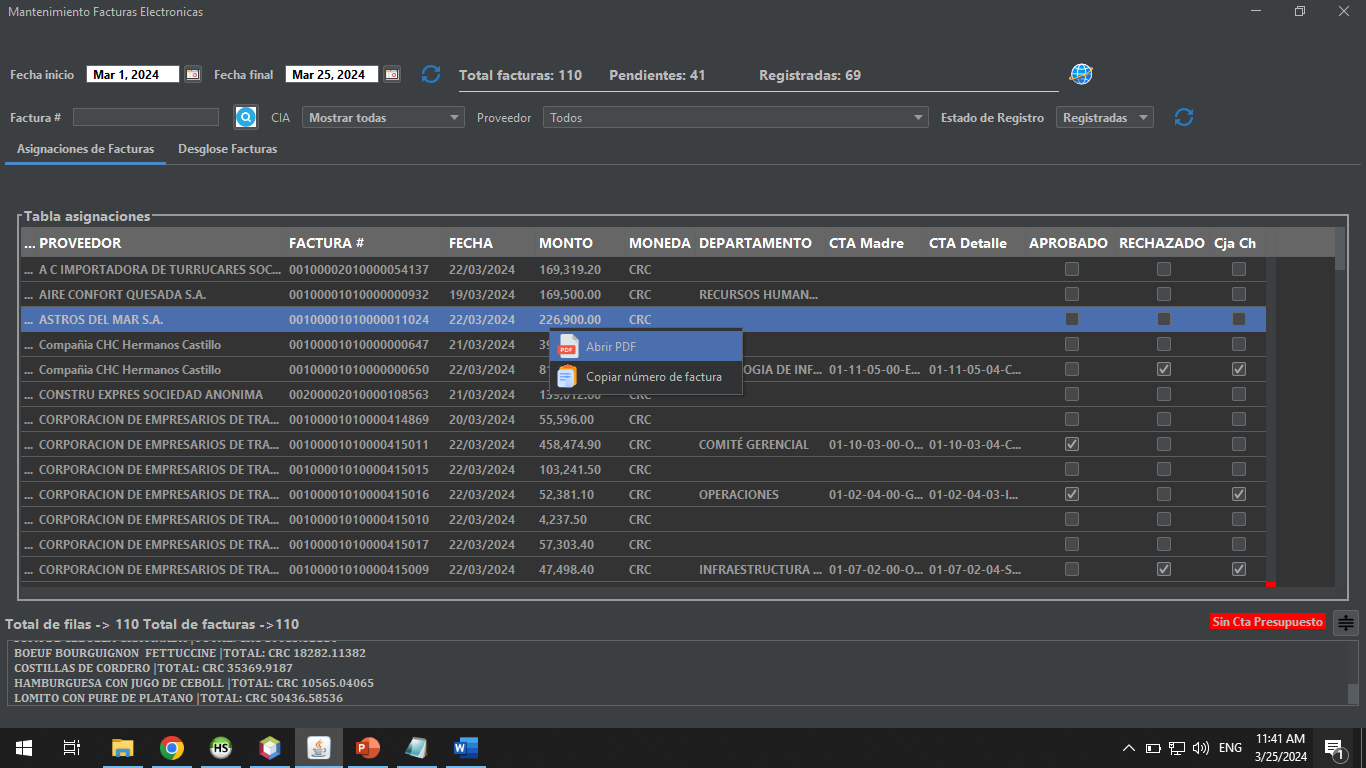 Mantenimiento Facturas Electronicas
Fecha inicio Mar 1, 2024 Fecha final Mar 25, 2024 Total facturas: 110 Pendientes: 41 Registradas: 69
Factura # CIA Mostrar todas Proveedor Todos Estado de Registro Registradas
Asignaciones de Facturas Desglose Facturas
Tabla asignaciones
... PROVEEDOR FACTURA # FECHA MONTO MONEDA DEPARTAMENTO CTA Madre CTA Detalle APROBADO RECHAZADO Cja Ch
... A C IMPORTADORA DE TURRUCARES SOC... 00100002010000054137 22/03/2024 169,319.20 CRC
... AIRE CONFORT QUESADA S.A. 00100001010000000932 19/03/2024 169,500.00 CRC RECURSOS HUMAN...
... ASTROS DEL MAR S.A. 00100001010000011024 22/03/2024 226,900.00 CRC
... Compañia CHC Hermanos Castillo 00100001010000000647 21/03/2024
Abrir PDF
... Compañia CHC Hermanos Castillo 00100001010000000650 22/03/2024 OGIA DE INF... 01-11-05-00-E... 01-11-05-04-C...
Copiar número de factura
... CONSTRU EXPRES SOCIEDAD ANONIMA 00200002010000108563 21/03/2024 139,612.00 CRC
... CORPORACION DE EMPRESARIOS DE TRA... 00100001010000414869 20/03/2024 55,596.00 CRC
... CORPORACION DE EMPRESARIOS DE TRA... 00100001010000415011 22/03/2024 458,474.90 CRC COMITÉ GERENCIAL 01-10-03-00-O... 01-10-03-04-C...
... CORPORACION DE EMPRESARIOS DE TRA... 00100001010000415015 22/03/2024 103,241.50 CRC
... CORPORACION DE EMPRESARIOS DE TRA... 00100001010000415016 22/03/2024 52,381.10 CRC OPERACIONES 01-02-04-00-G... 01-02-04-03-I...
... CORPORACION DE EMPRESARIOS DE TRA... 00100001010000415010 22/03/2024 4,237.50 CRC
... CORPORACION DE EMPRESARIOS DE TRA... 00100001010000415017 22/03/2024 57,303.40 CRC
... CORPORACION DE EMPRESARIOS DE TRA... 00100001010000415009 22/03/2024 47,498.40 CRC INFRAESTRUCTURA ... 01-07-02-00-O... 01-07-02-04-S...
Total de filas -> 110 Total de facturas ->110 Sin Cta Presupuesto
BOEUF BOURGUIGNON FETTUCCINE |TOTAL: CRC 18282.11382
COSTILLAS DE CORDERO |TOTAL: CRC 35369.9187
HAMBURGUESA CON JUGO DE CEBOLL |TOTAL: CRC 10565.04065
LOMITO CON PURE DE PLATANO |TOTAL: CRC 50436.58536
ENG 11:41 AM
3/25/2024 1